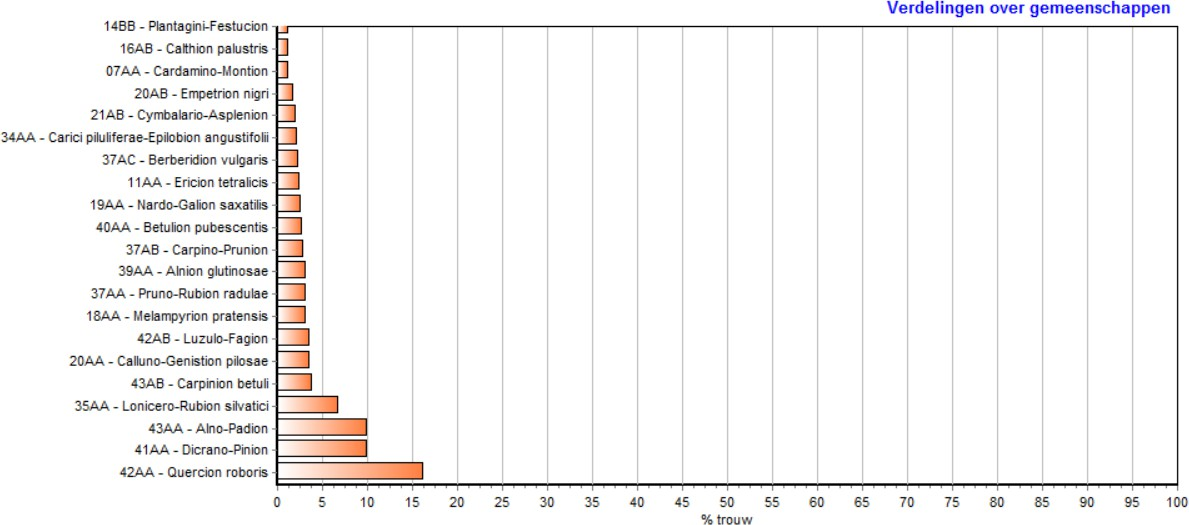 Verdelingen over gemeenschappen
14BB - Plantagini-Festucion
16AB - Calthion palustris
07AA - Cardamino-Montion
20AB - Empetrion nigri
21AB - Cymbalario-Asplenion
34AA - Carici piluliferae-Epilobion angustifolii
37AC - Berberidion vulgaris
11AA - Ericion tetralicis
19AA - Nardo-Galion saxatilis
40AA - Betulion pubescentis
37AB - Carpino-Prunion
39AA - Alnion glutinosae
37AA - Pruno-Rubion radulae
18AA - Melampyrion pratensis
42AB - Luzulo-Fagion
20AA - Calluno-Genistion pilosae
43AB - Carpinion betuli
35AA - Lonicero-Rubion silvatici
43AA - Alno-Padion
41AA - Dicrano-Pinion
42AA - Quercion roboris
0 5 10 15 20 25 30 35 40 45 50 55 60 65 70 75 80 85 90 95 100
% trouw